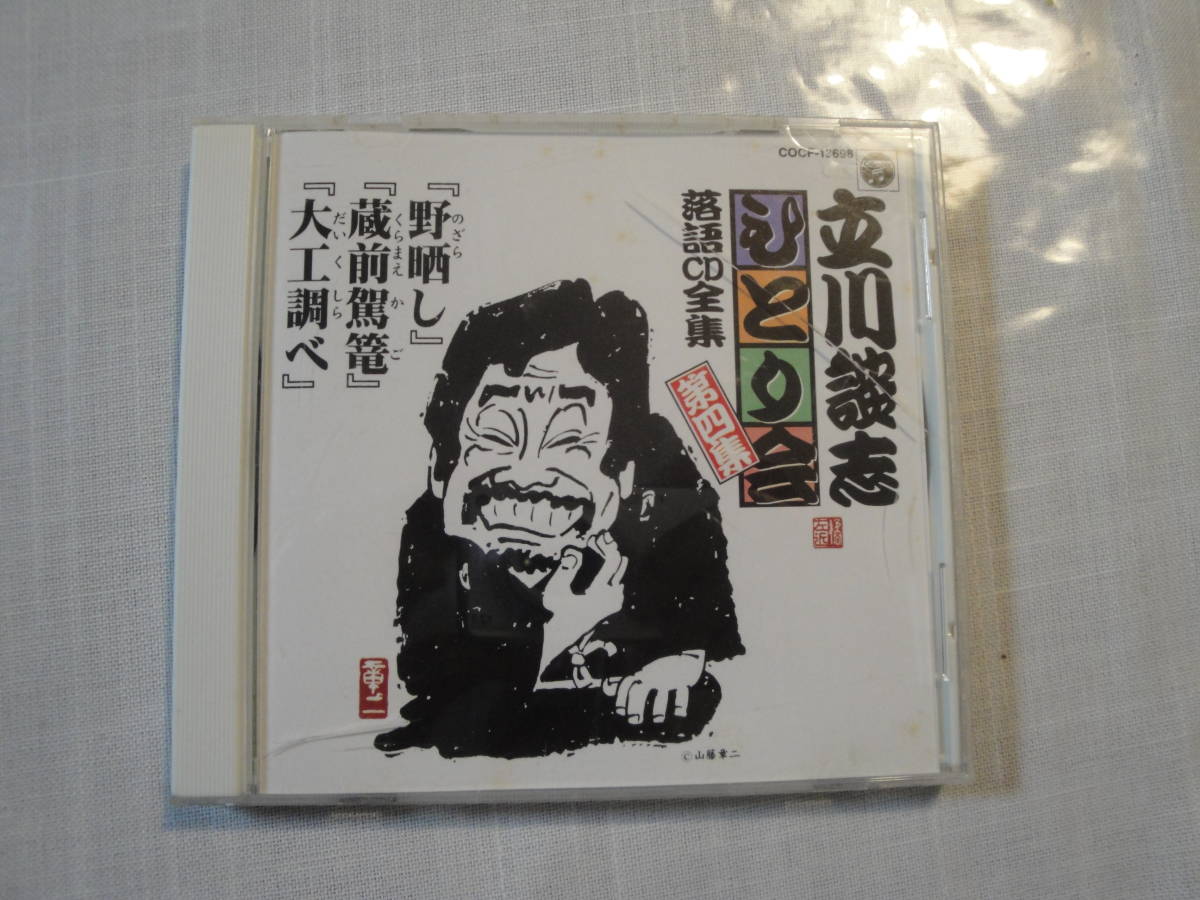 COCF-12698
立川談志
ひとり会
落語CD全集
第四集
『野晒し』
のざら
『蔵前駕篭』
くらまえかご
『大工調べ』
だいくしら
章二
©山藤章二